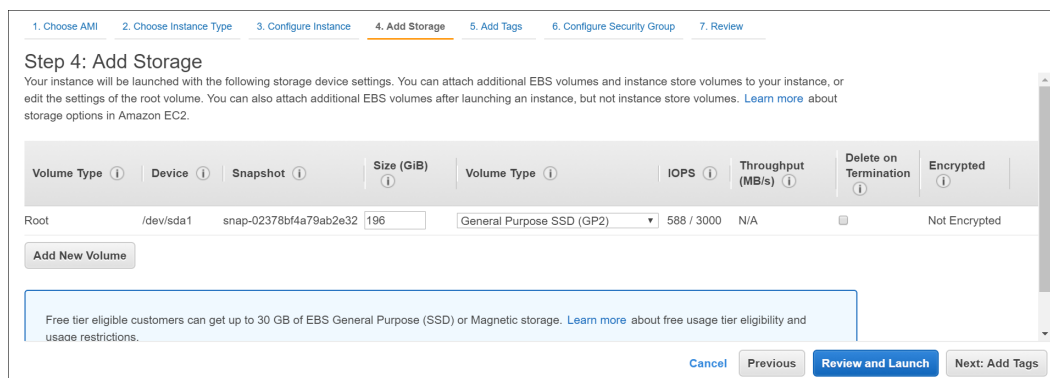 1. Choose AMI 2. Choose Instance Type 3. Configure Instance 4. Add Storage 5. Add Tags 6. Configure Security Group 7. Review
Step 4: Add Storage
Your instance will be launched with the following storage device settings. You can attach additional EBS volumes and instance store volumes to your instance, or
edit the settings of the root volume. You can also attach additional EBS volumes after launching an instance, but not instance store volumes. Learn more about
storage options in Amazon EC2.
Volume Type i Device i Snapshot i Size (GiB) i Volume Type i IOPS i Throughput (MB/s) i Delete on Termination i Encrypted i
Root /dev/sda1 snap-02378bf4a79ab2e32 196 General Purpose SSD (GP2) 588 / 3000 N/A Not Encrypted
Add New Volume
Free tier eligible customers can get up to 30 GB of EBS General Purpose (SSD) or Magnetic storage. Learn more about free usage tier eligibility and
usage restrictions.
Cancel Previous Review and Launch Next: Add Tags